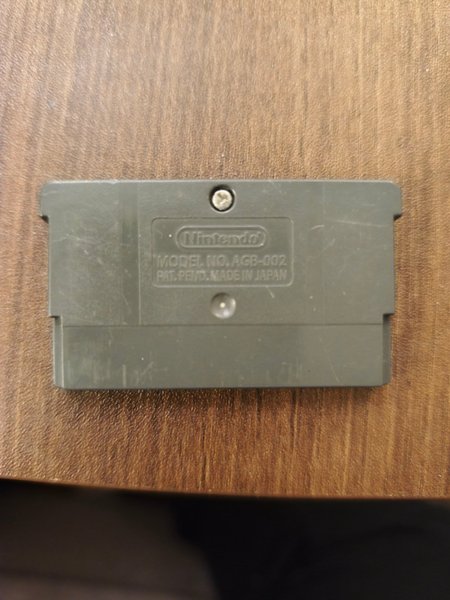 Nintendo
MODEL NO. AGB-002
PAT. PEND. MADE IN JAPAN